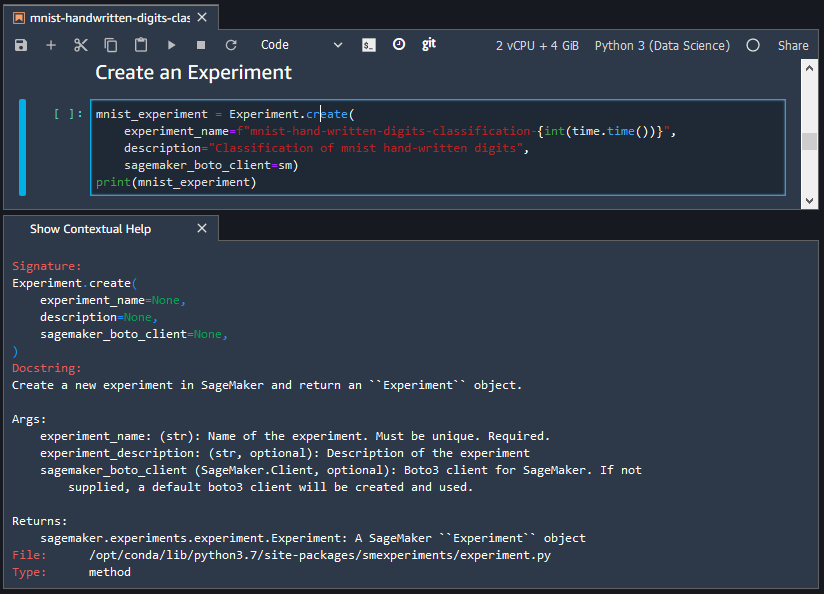 mnist-handwritten-digits-clas
Code
git
2 vCPU + 4 GiB
Python 3 (Data Science)
Share
Create an Experiment
[ ]:
mnist_experiment = Experiment.create(
    experiment_name=f"mnist-hand-written-digits-classification-{int(time.time())}",
    description="Classification of mnist hand-written digits",
    sagemaker_boto_client=sm)
print(mnist_experiment)
Show Contextual Help
Signature:
Experiment.create(
    experiment_name=None,
    description=None,
    sagemaker_boto_client=None,
)
Docstring:
Create a new experiment in SageMaker and return an ``Experiment`` object.
Args:
    experiment_name: (str): Name of the experiment. Must be unique. Required.
    experiment_description: (str, optional): Description of the experiment
    sagemaker_boto_client (SageMaker.Client, optional): Boto3 client for SageMaker. If not
        supplied, a default boto3 client will be created and used.
Returns:
    sagemaker.experiments.experiment.Experiment: A SageMaker ``Experiment`` object
File:      /opt/conda/lib/python3.7/site-packages/smexperiments/experiment.py
Type:      method